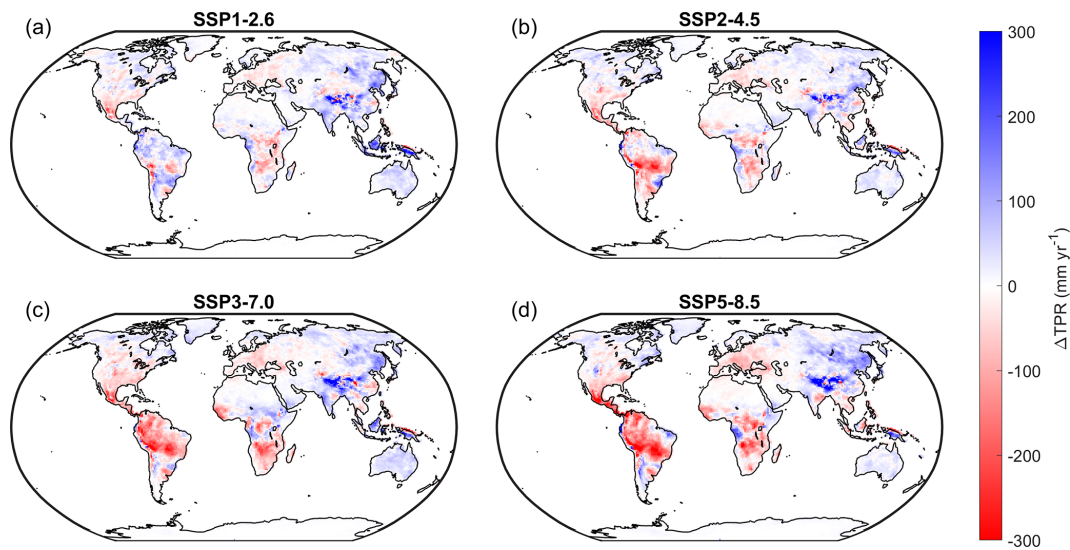 (a)
SSP1-2.6
(b)
SSP2-4.5
(c)
SSP3-7.0
(d)
SSP5-8.5
300
200
100
0
-100
-200
-300
ΔTPR (mm yr⁻¹)